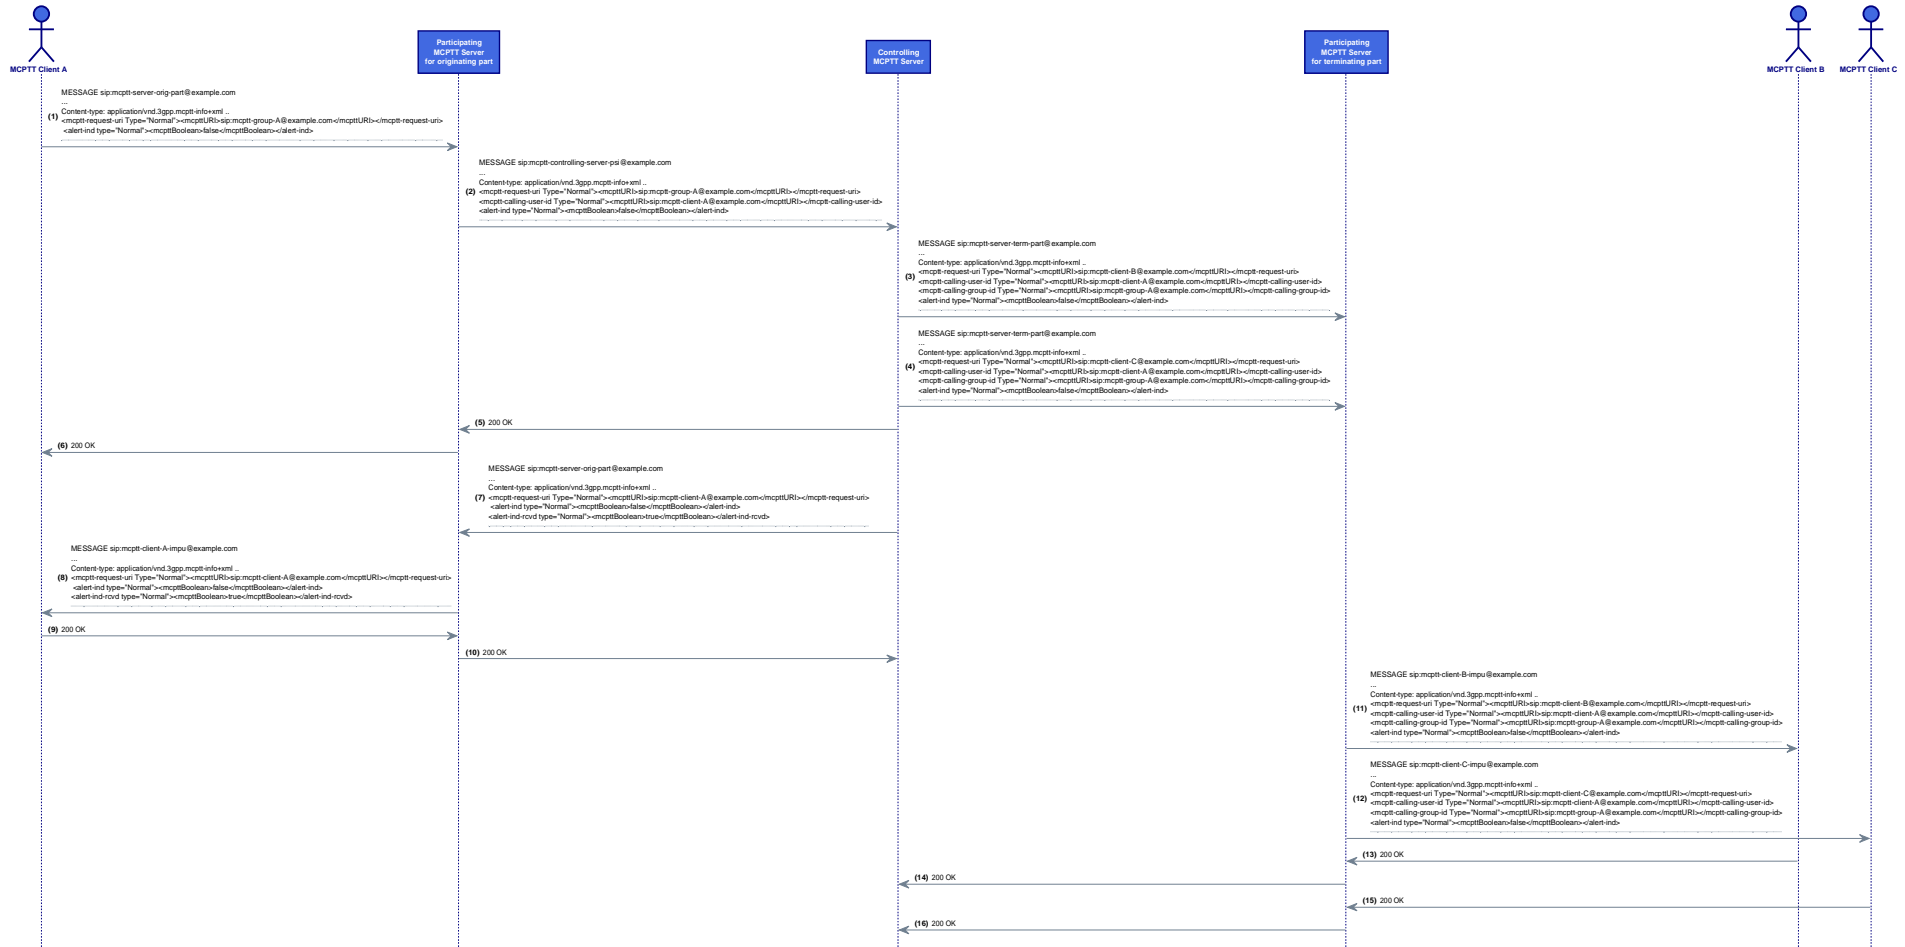 MCPTT Client A
Participating
MCPTT Server
for originating part
Controlling
MCPTT Server
Participating
MCPTT Server
for terminating part
MCPTT Client B
MCPTT Client C
MESSAGE sip:mcptt-server-orig-part@example.com
...
Content-type: application/vnd.3gpp.mcptt-info+xml ..
(1) <mcptt-request-uri Type="Normal"><mcpttURI>sip:mcptt-group-A@example.com</mcpttURI></mcptt-request-uri>
<alert-ind type="Normal"><mcpttBoolean>false</mcpttBoolean></alert-ind>
MESSAGE sip:mcptt-controlling-server-psi@example.com
...
Content-type: application/vnd.3gpp.mcptt-info+xml ..
(2) <mcptt-request-uri Type="Normal"><mcpttURI>sip:mcptt-group-A@example.com</mcpttURI></mcptt-request-uri>
<mcptt-calling-user-id Type="Normal"><mcpttURI>sip:mcptt-client-A@example.com</mcpttURI></mcptt-calling-user-id>
<alert-ind type="Normal"><mcpttBoolean>false</mcpttBoolean></alert-ind>
MESSAGE sip:mcptt-server-term-part@example.com
...
Content-type: application/vnd.3gpp.mcptt-info+xml ..
<mcptt-request-uri Type="Normal"><mcpttURI>sip:mcptt-client-B@example.com</mcpttURI></mcptt-request-uri>
(3) <mcptt-calling-user-id Type="Normal"><mcpttURI>sip:mcptt-client-A@example.com</mcpttURI></mcptt-calling-user-id>
<mcptt-calling-group-id Type="Normal"><mcpttURI>sip:mcptt-group-A@example.com</mcpttURI></mcptt-calling-group-id>
<alert-ind type="Normal"><mcpttBoolean>false</mcpttBoolean></alert-ind>
MESSAGE sip:mcptt-server-term-part@example.com
...
Content-type: application/vnd.3gpp.mcptt-info+xml ..
<mcptt-request-uri Type="Normal"><mcpttURI>sip:mcptt-client-C@example.com</mcpttURI></mcptt-request-uri>
(4) <mcptt-calling-user-id Type="Normal"><mcpttURI>sip:mcptt-client-A@example.com</mcpttURI></mcptt-calling-user-id>
<mcptt-calling-group-id Type="Normal"><mcpttURI>sip:mcptt-group-A@example.com</mcpttURI></mcptt-calling-group-id>
<alert-ind type="Normal"><mcpttBoolean>false</mcpttBoolean></alert-ind>
(5) 200 OK
(6) 200 OK
MESSAGE sip:mcptt-server-orig-part@example.com
...
Content-type: application/vnd.3gpp.mcptt-info+xml ..
(7) <mcptt-request-uri Type="Normal"><mcpttURI>sip:mcptt-client-A@example.com</mcpttURI></mcptt-request-uri>
<alert-ind type="Normal"><mcpttBoolean>false</mcpttBoolean></alert-ind>
<alert-ind-rcvd type="Normal"><mcpttBoolean>true</mcpttBoolean></alert-ind-rcvd>
MESSAGE sip:mcptt-client-A-impu@example.com
...
Content-type: application/vnd.3gpp.mcptt-info+xml ..
(8) <mcptt-request-uri Type="Normal"><mcpttURI>sip:mcptt-client-A@example.com</mcpttURI></mcptt-request-uri>
<alert-ind type="Normal"><mcpttBoolean>false</mcpttBoolean></alert-ind>
<alert-ind-rcvd type="Normal"><mcpttBoolean>true</mcpttBoolean></alert-ind-rcvd>
(9) 200 OK
(10) 200 OK
MESSAGE sip:mcptt-client-B-impu@example.com
...
Content-type: application/vnd.3gpp.mcptt-info+xml ..
<mcptt-request-uri Type="Normal"><mcpttURI>sip:mcptt-client-B@example.com</mcpttURI></mcptt-request-uri>
(11) <mcptt-calling-user-id Type="Normal"><mcpttURI>sip:mcptt-client-A@example.com</mcpttURI></mcptt-calling-user-id>
<mcptt-calling-group-id Type="Normal"><mcpttURI>sip:mcptt-group-A@example.com</mcpttURI></mcptt-calling-group-id>
<alert-ind type="Normal"><mcpttBoolean>false</mcpttBoolean></alert-ind>
MESSAGE sip:mcptt-client-C-impu@example.com
...
Content-type: application/vnd.3gpp.mcptt-info+xml ..
<mcptt-request-uri Type="Normal"><mcpttURI>sip:mcptt-client-C@example.com</mcpttURI></mcptt-request-uri>
(12) <mcptt-calling-user-id Type="Normal"><mcpttURI>sip:mcptt-client-A@example.com</mcpttURI></mcptt-calling-user-id>
<mcptt-calling-group-id Type="Normal"><mcpttURI>sip:mcptt-group-A@example.com</mcpttURI></mcptt-calling-group-id>
<alert-ind type="Normal"><mcpttBoolean>false</mcpttBoolean></alert-ind>
(13) 200 OK
(14) 200 OK
(15) 200 OK
(16) 200 OK